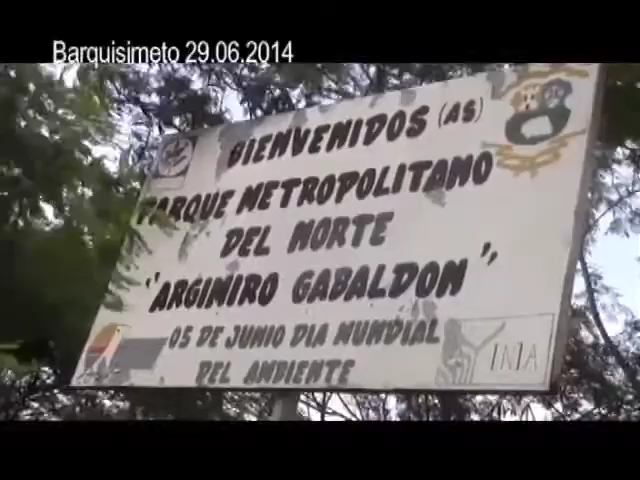 Barquisimeto 29.06.2014
BIENVENIDOS (AS)
PARQUE METROPOLITANO
DEL NORTE
"ARGIMIRO GABALDON"
05 DE JUNIO DIA MUNDIAL
DEL AMBIENTE